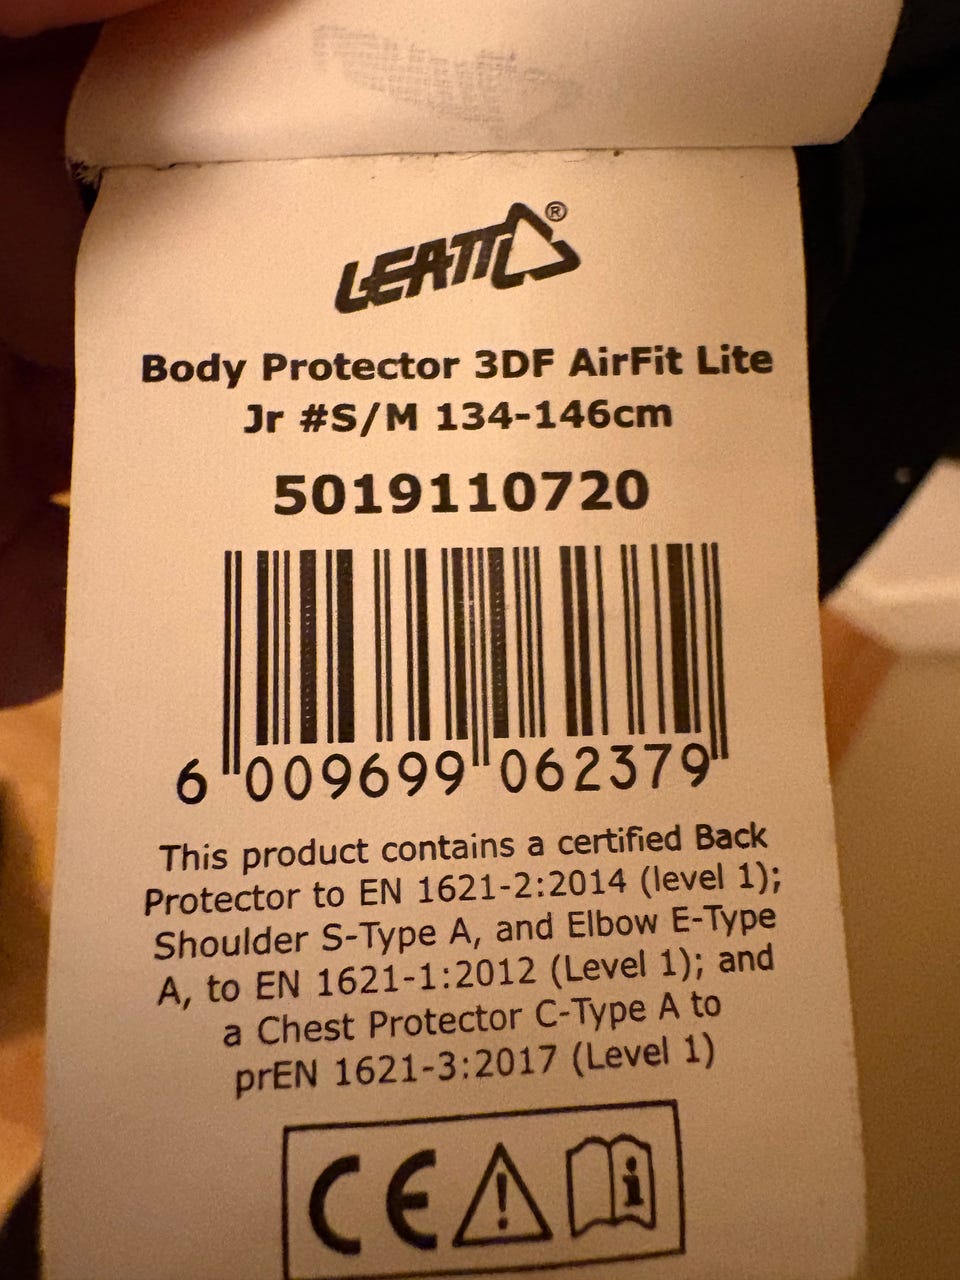 LEATT®
Body Protector 3DF AirFit Lite
Jr #S/M 134-146cm
5019110720
6 009699 062379
This product contains a certified Back
Protector to EN 1621-2:2014 (level 1);
Shoulder S-Type A, and Elbow E-Type
A, to EN 1621-1:2012 (Level 1); and
a Chest Protector C-Type A to
prEN 1621-3:2017 (Level 1)
CE